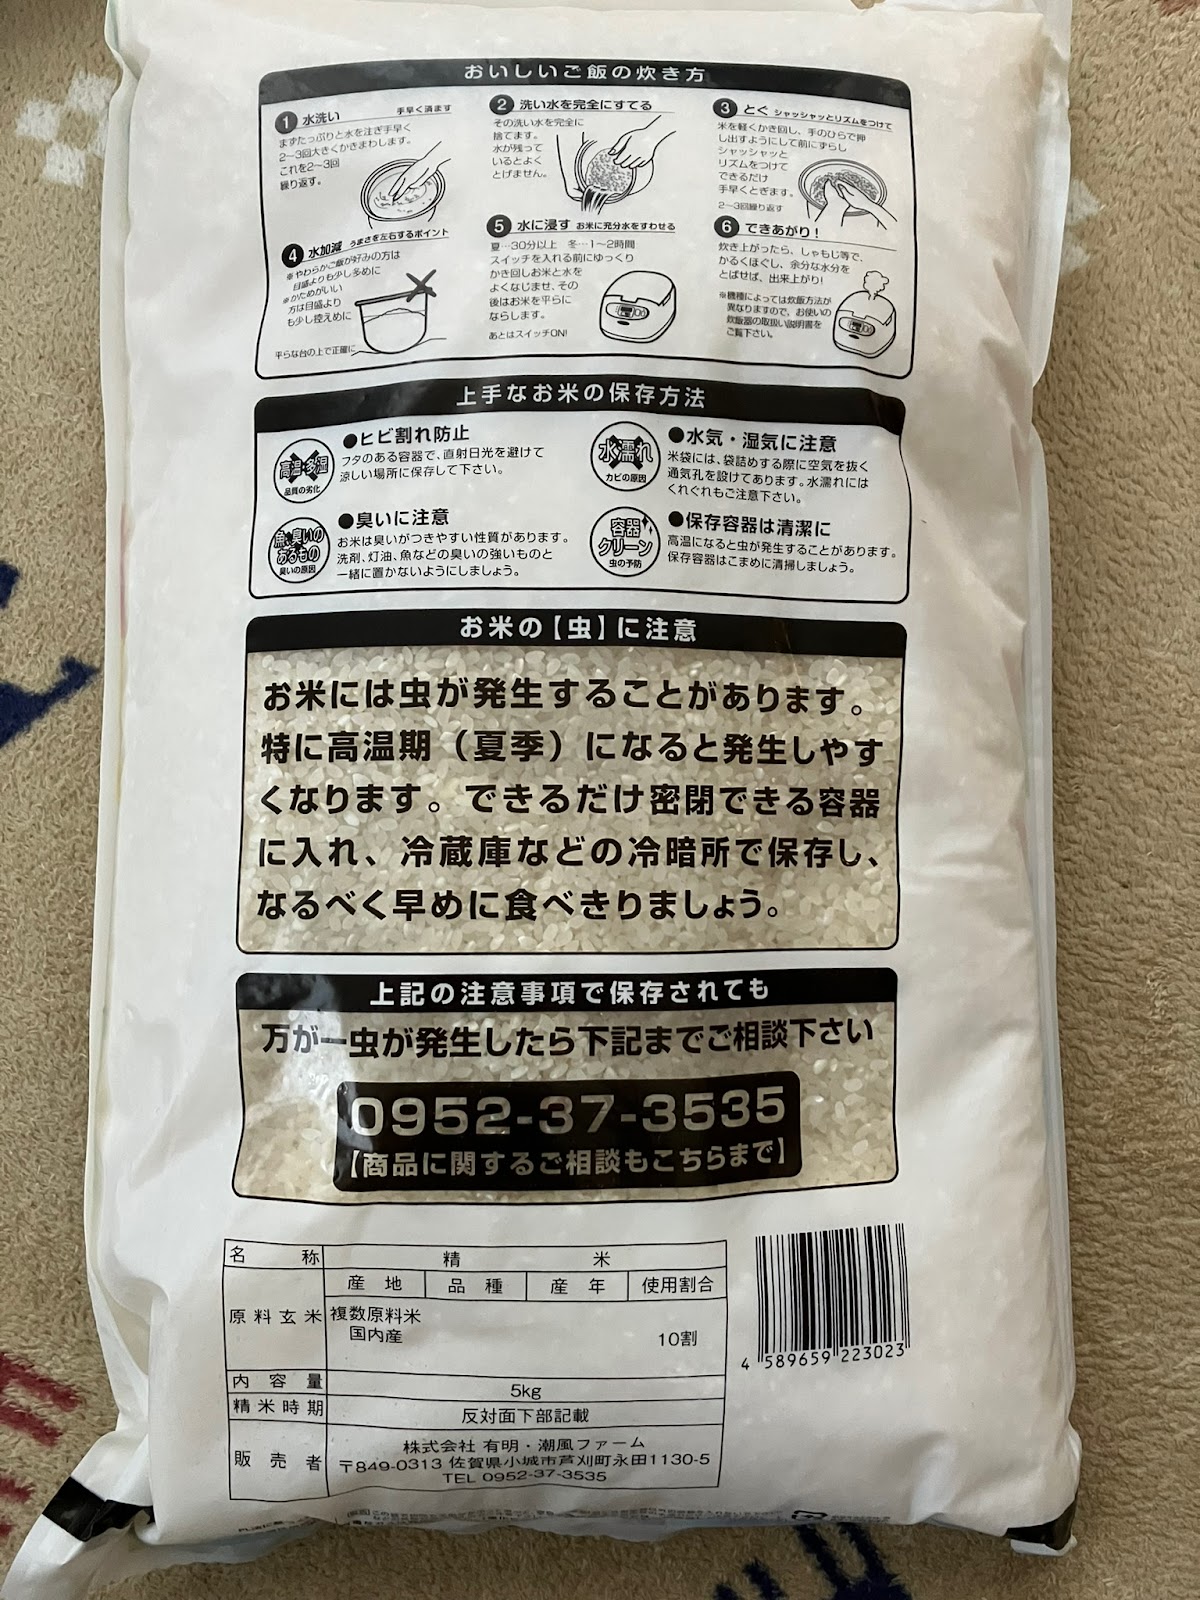 おいしいご飯の炊き方
1 水洗い 手早く済ます
まずたっぷりと水を注ぎ手早く
2〜3回大きくかきまわします。
これを2〜3回
繰り返す。
2 洗い水を完全にすてる
その洗い水を完全に
捨てます。
水が残って
いるとよく
とげません。
3 とぐ シャッシャッとリズムをつけて
米を軽くかき回し、手のひらで押
し出すようにして前にずらし
シャッシャッと
リズムをつけて
できるだけ
手早くとぎます。
2〜3回繰り返す
4 水加減 うまさを左右するポイント
※やわらかご飯が好みの方は
目盛よりも少し多めに
※かためがいい
方は目盛より
も少し控えめに
平らな台の上で正確に
5 水に浸す お米に充分水をすわせる
夏…30分以上 冬…1〜2時間
スイッチを入れる前にゆっくり
かき回しお米と水を
よくなじませ、その
後はお米を平らに
ならします。
あとはスイッチON!
6 できあがり!
炊き上がったら、しゃもじ等で、
かるくほぐし、余分な水分を
とばせば、出来上がり!
※機種によっては炊飯方法が
異なりますので、お使いの
炊飯器の取扱い説明書を
ご覧下さい。
上手なお米の保存方法
高温・多湿
品質の劣化
●ヒビ割れ防止
フタのある容器で、直射日光を避けて
涼しい場所に保存して下さい。
水濡れ
カビの原因
●水気・湿気に注意
米袋には、袋詰めする際に空気を抜く
通気孔を設けてあります。水濡れには
くれぐれもご注意下さい。
魚、臭いの
あるもの
臭いの原因
●臭いに注意
お米は臭いがつきやすい性質があります。
洗剤、灯油、魚などの臭いの強いものと
一緒に置かないようにしましょう。
容器
クリーン
虫の予防
●保存容器は清潔に
高温になると虫が発生することがあります。
保存容器はこまめに清掃しましょう。
お米の【虫】に注意
お米には虫が発生することがあります。
特に高温期（夏季）になると発生しやす
くなります。できるだけ密閉できる容器
に入れ、冷蔵庫などの冷暗所で保存し、
なるべく早めに食べきりましょう。
上記の注意事項で保存されても
万が一虫が発生したら下記までご相談下さい
0952-37-3535
【商品に関するご相談もこちらまで】
名称 精米
原料玄米 産地 品種 産年 使用割合
複数原料米
国内産 10割
内容量 5kg
精米時期 反対面下部記載
販売者 株式会社 有明・潮風ファーム
〒849-0313 佐賀県小城市芦刈町永田1130-5
TEL 0952-37-3535
4 589659 223023